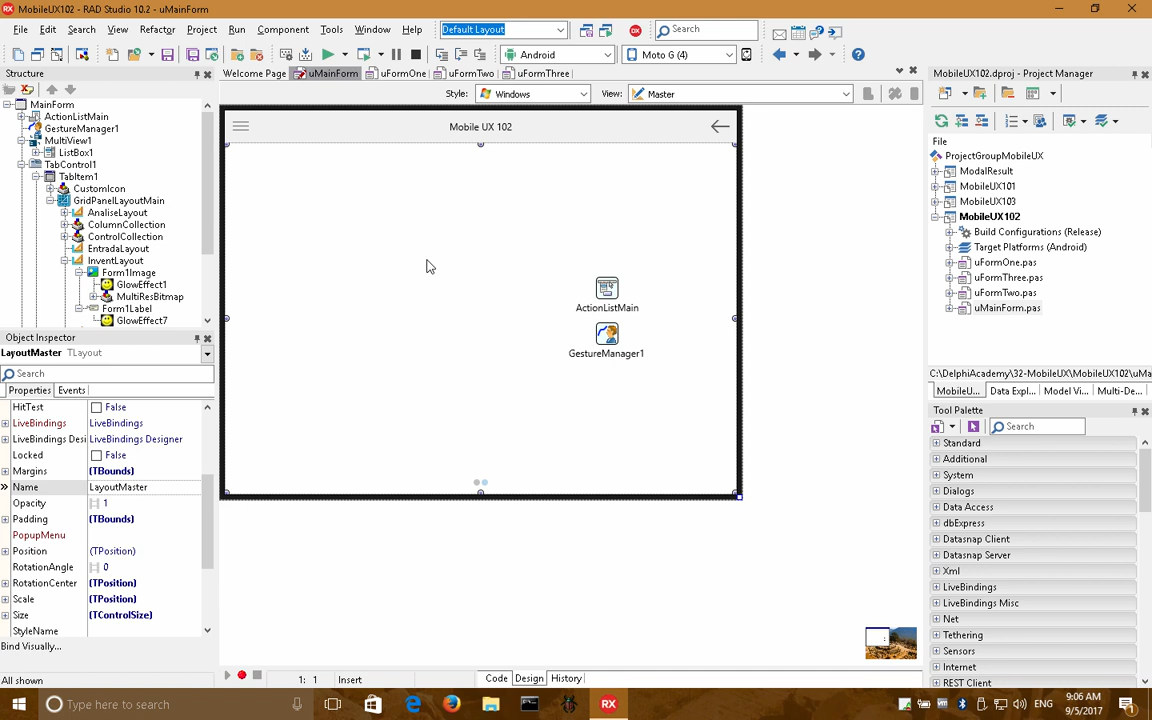 MobileUX102 - RAD Studio 10.2 - uMainForm
File Edit Search View Refactor Project Run Component Tools Window Help
Default Layout
Search
Android
Moto G (4)
Structure
Welcome Page uMainForm uFormOne uFormTwo uFormThree
MobileUX102.dproj - Project Manager
Style: Windows View: Master
MainForm
ActionListMain
GestureManager1
MultiView1
ListBox1
TabControl1
TabItem1
CustomIcon
GridPanelLayoutMain
AnaliseLayout
ColumnCollection
ControlCollection
EntradaLayout
InventLayout
Form1Image
GlowEffect1
MultiResBitmap
Form1Label
GlowEffect7
Object Inspector
LayoutMaster TLayout
Search
Properties Events
HitTest False
LiveBindings LiveBindings
LiveBindings Desi LiveBindings Designer
Locked False
Margins (TBounds)
Name LayoutMaster
Opacity 1
Padding (TBounds)
PopupMenu
Position (TPosition)
RotationAngle 0
RotationCenter (TPosition)
Scale (TPosition)
Size (TControlSize)
StyleName
Bind Visually...
All shown
Mobile UX 102
ActionListMain
GestureManager1
1: 1 Insert
Code Design History
File
ProjectGroupMobileUX
ModalResult
MobileUX101
MobileUX103
MobileUX102
Build Configurations (Release)
Target Platforms (Android)
uFormOne.pas
uFormThree.pas
uFormTwo.pas
uMainForm.pas
C:\DelphiAcademy\32-MobileUX\MobileUX102\uMa
MobileU... Data Expl... Model Vi... Multi-De...
Tool Palette
Search
Standard
Additional
System
Dialogs
Data Access
dbExpress
Datasnap Client
Datasnap Server
Xml
LiveBindings
LiveBindings Misc
Net
Tethering
Sensors
Internet
REST Client
Type here to search
RX
ENG
9:06 AM
9/5/2017